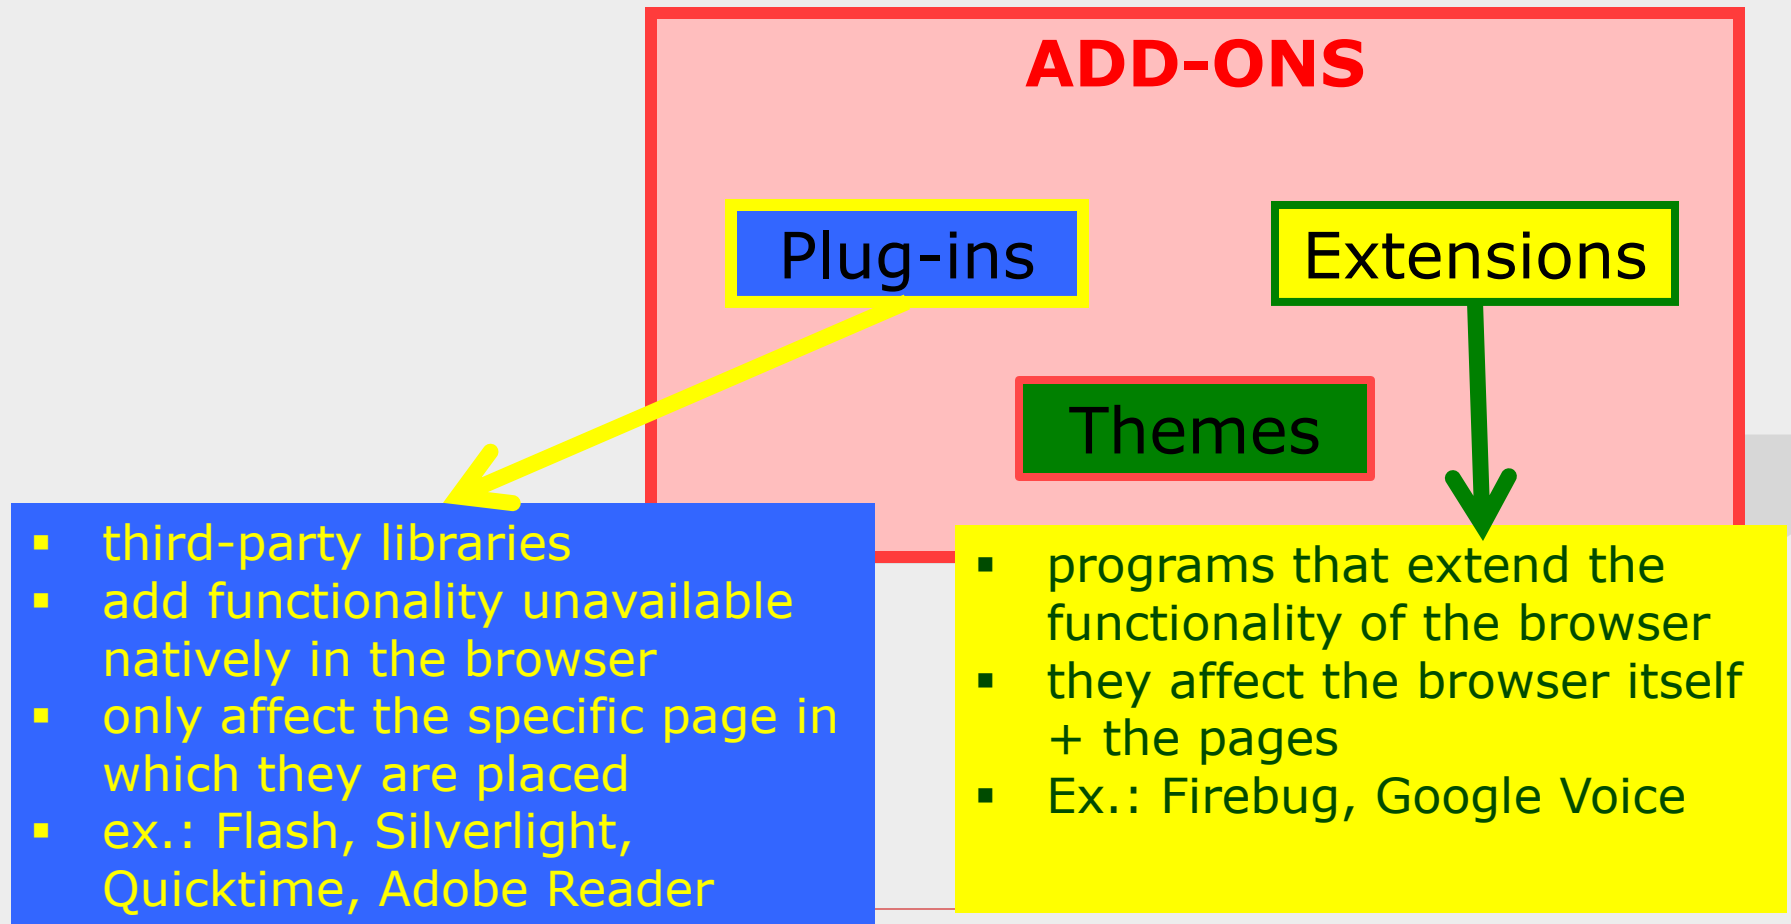 ADD-ONS
Plug-ins
Extensions
Themes
▪ third-party libraries
▪ add functionality unavailable
natively in the browser
▪ only affect the specific page in
which they are placed
▪ ex.: Flash, Silverlight,
Quicktime, Adobe Reader
▪ programs that extend the
functionality of the browser
▪ they affect the browser itself
+ the pages
▪ Ex.: Firebug, Google Voice